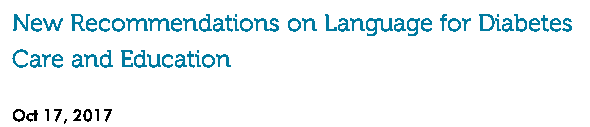 New Recommendations on Language for Diabetes
Care and Education
Oct 17, 2017